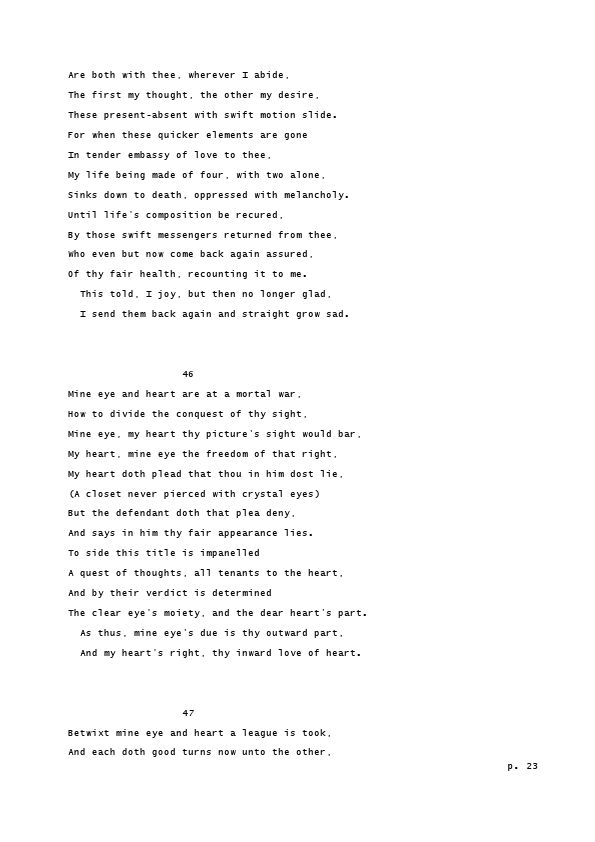 Are both with thee, wherever I abide,
The first my thought, the other my desire,
These present-absent with swift motion slide.
For when these quicker elements are gone
In tender embassy of love to thee,
My life being made of four, with two alone,
Sinks down to death, oppressed with melancholy.
Until life's composition be recured,
By those swift messengers returned from thee,
Who even but now come back again assured,
Of thy fair health, recounting it to me.
This told, I joy, but then no longer glad,
I send them back again and straight grow sad.
46
Mine eye and heart are at a mortal war,
How to divide the conquest of thy sight,
Mine eye, my heart thy picture's sight would bar,
My heart, mine eye the freedom of that right,
My heart doth plead that thou in him dost lie,
(A closet never pierced with crystal eyes)
But the defendant doth that plea deny,
And says in him thy fair appearance lies.
To side this title is impanelled
A quest of thoughts, all tenants to the heart,
And by their verdict is determined
The clear eye's moiety, and the dear heart's part.
As thus, mine eye's due is thy outward part,
And my heart's right, thy inward love of heart.
47
Betwixt mine eye and heart a league is took,
And each doth good turns now unto the other,
p. 23